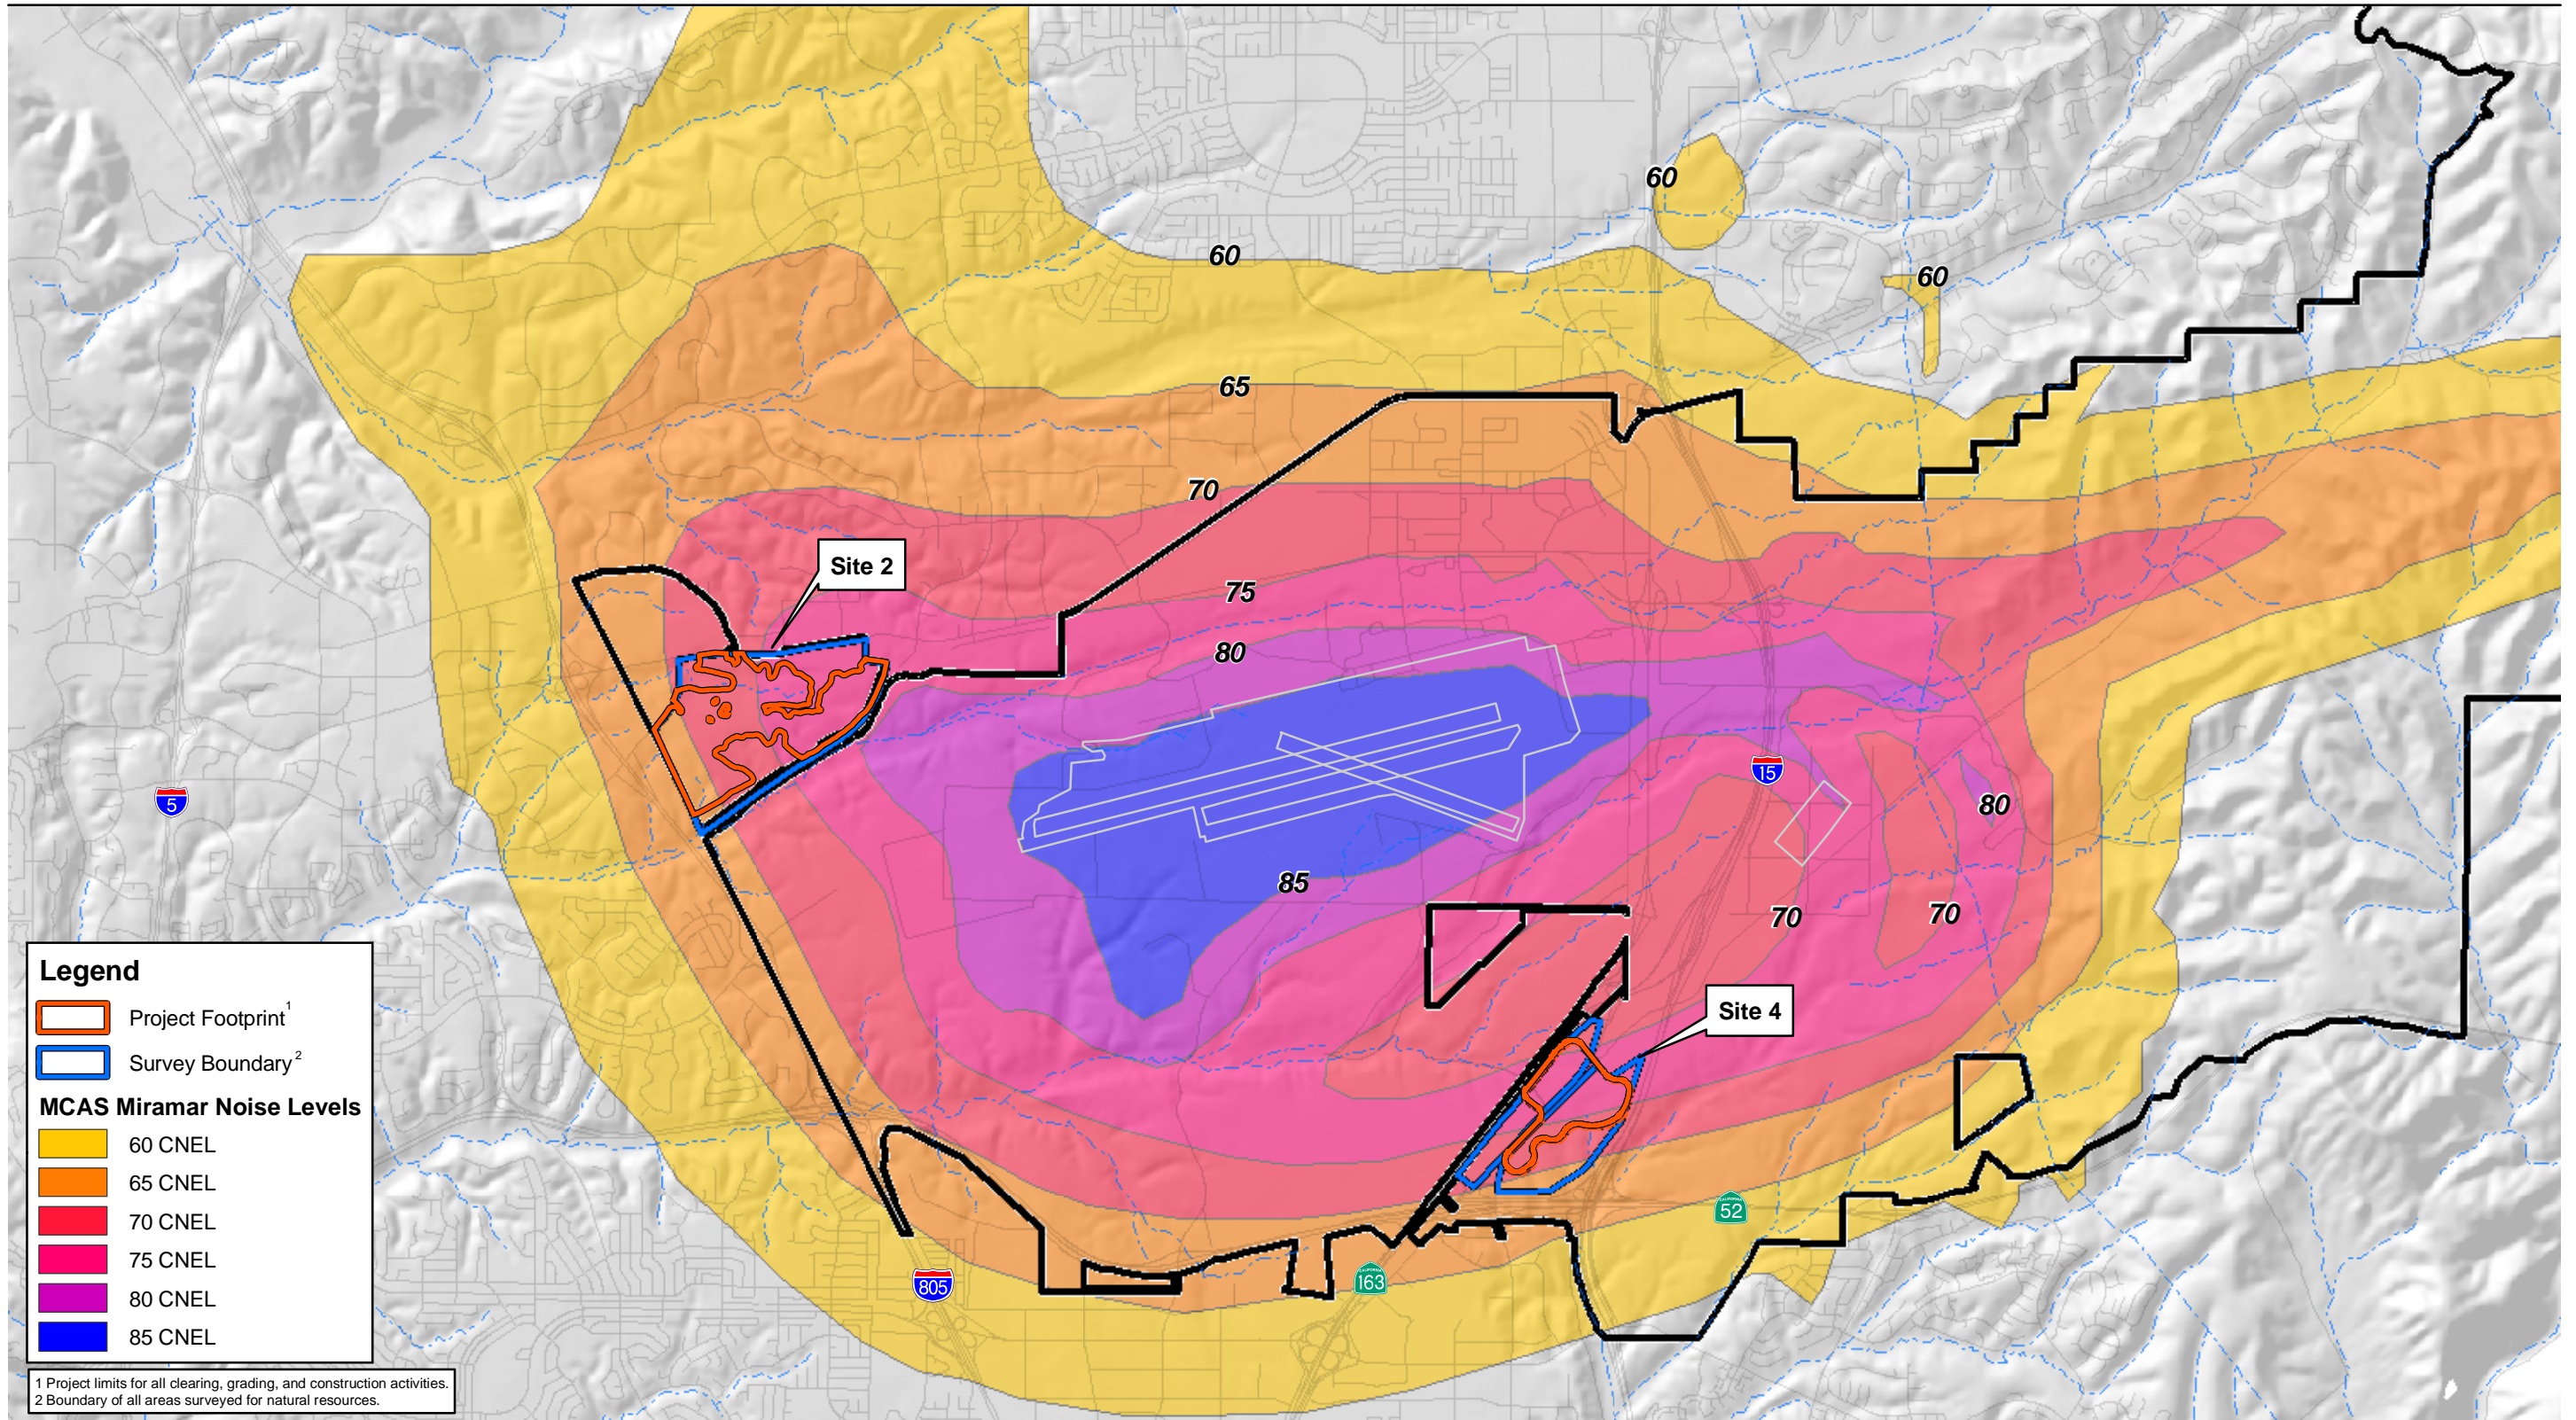 60
60
60
65
70
Site 2
75
80
15
5
80
85
70
70
Site 4
Legend
Project Footprint1
Survey Boundary2
MCAS Miramar Noise Levels
60 CNEL
65 CNEL
70 CNEL
75 CNEL
80 CNEL
85 CNEL
CALIFORNIA
52
805
CALIFORNIA
163
1 Project limits for all clearing, grading, and construction activities.
2 Boundary of all areas surveyed for natural resources.